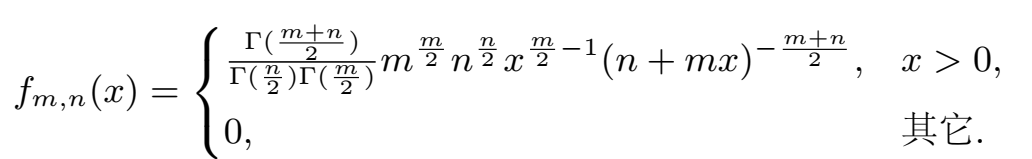 $$f_{m,n}(x) = \begin{cases} \frac{\Gamma(\frac{m+n}{2})}{\Gamma(\frac{n}{2})\Gamma(\frac{m}{2})} m^{\frac{m}{2}} n^{\frac{n}{2}} x^{\frac{m}{2}-1} (n+mx)^{-\frac{m+n}{2}}, & x > 0, \\ 0, & \text{其它}. \end{cases}$$